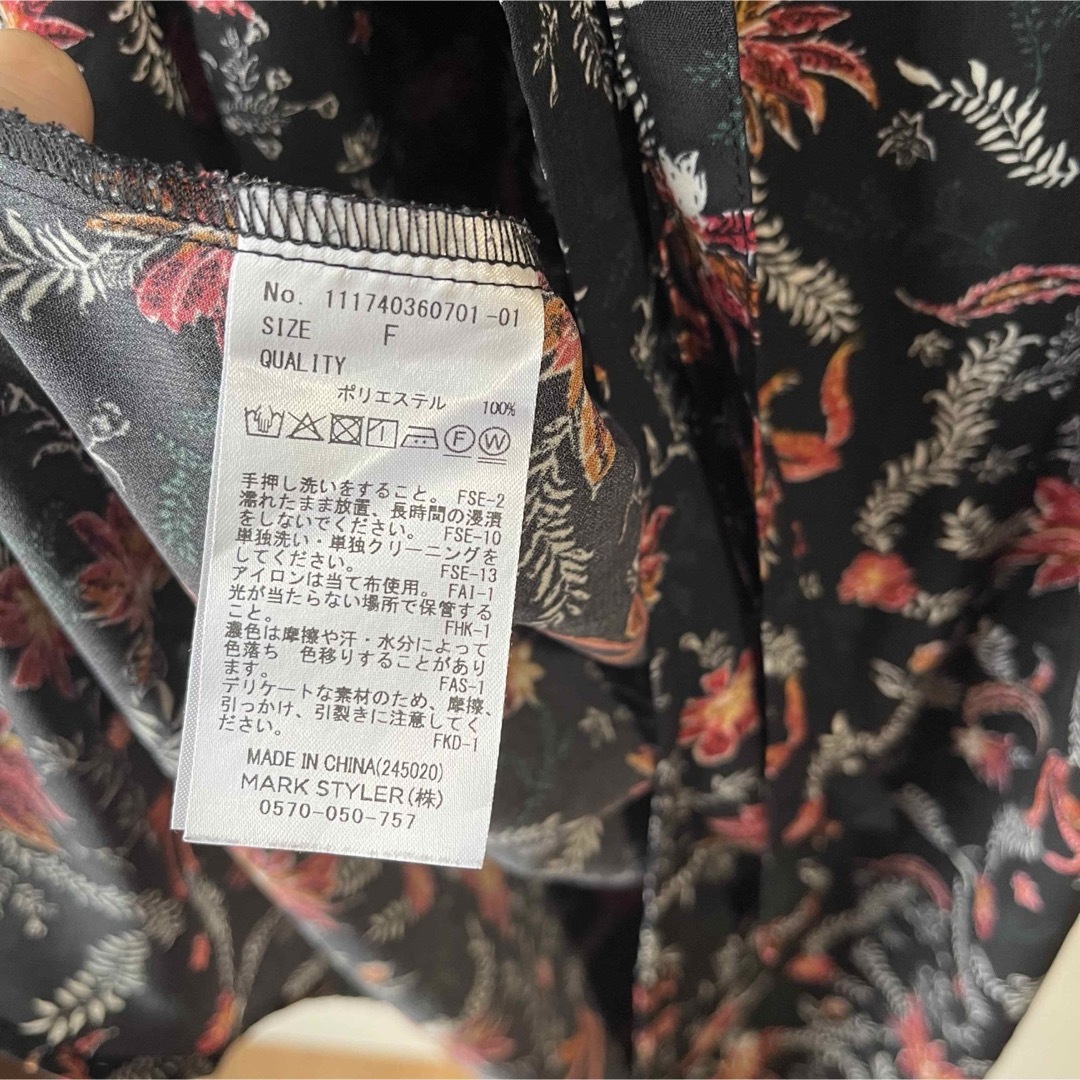 No. 111740360701-01
SIZE F
QUALITY
ポリエステル 100%
F W
手押し洗いをすること。 FSE-2
濡れたまま放置、長時間の浸漬
をしないでください。 FSE-10
単独洗い・単独クリーニングを
してください。 FSE-13
アイロンは当て布使用。 FAI-1
光が当たらない場所で保管する
こと。 FHK-1
濃色は摩擦や汗・水分によって
色落ち 色移りすることがあり
ます。 FAS-1
デリケートな素材のため、摩擦、
引っかけ、引裂きに注意してく
ださい。 FKD-1
MADE IN CHINA(245020)
MARK STYLER(株)
0570-050-757